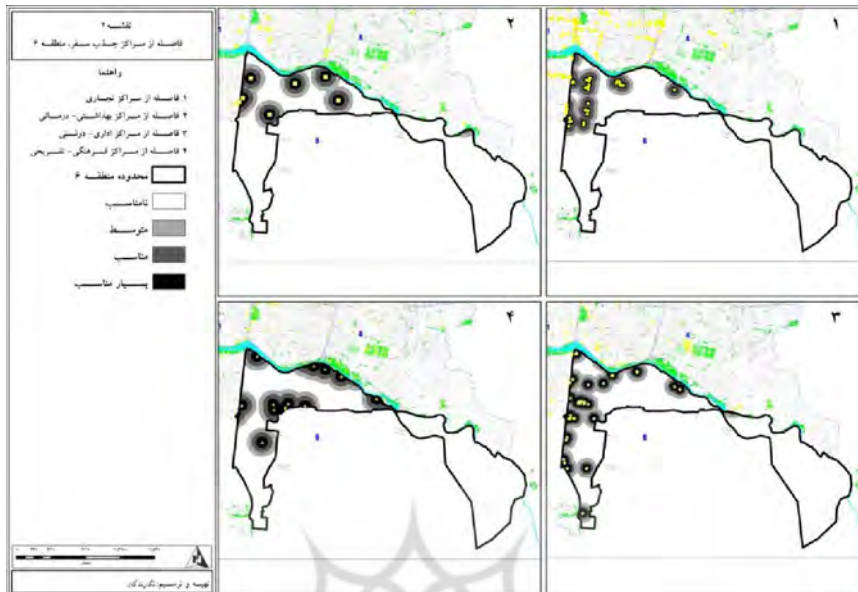 نقشه ۲
فاصله از مراکز جذب سفر، منطقه ۶
راهنما
۱ فاصله از مراکز تجاری
۲ فاصله از مراکز بهداشتی- درمانی
۳ فاصله از مراکز اداری- دولتی
۴ فاصله از مراکز فرهنگی- تفریحی
محدوده منطقه ۶
نامناسب
متوسط
مناسب
بسیار مناسب
تهیه و ترسیم: نگارندگان
۲
۱
۴
۳